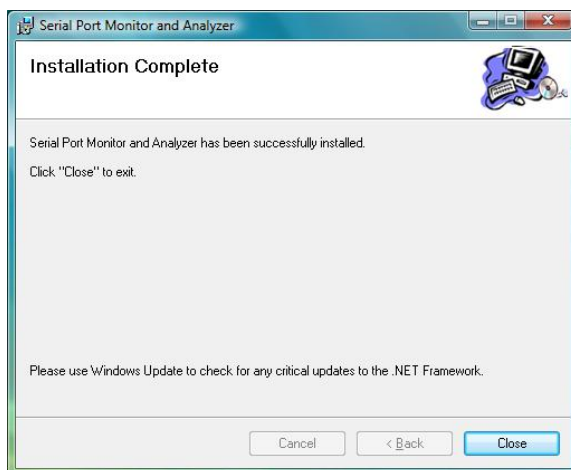 Serial Port Monitor and Analyzer
Installation Complete
Serial Port Monitor and Analyzer has been successfully installed.
Click "Close" to exit.
Please use Windows Update to check for any critical updates to the .NET Framework.
Cancel
< Back
Close